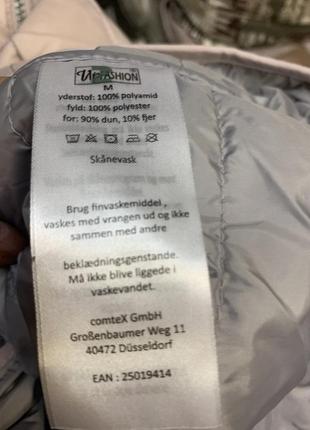 FASHION
M
yderstof: 100% polyamid
fyld: 100% polyester
for: 90% dun, 10% fjer
Skånevask
Brug finvaskemiddel,
vaskes med vrangen ud og ikke
sammen med andre
beklædningsgenstande.
Må ikke blive liggede i
vaskevandet.
comteX GmbH
Großenbaumer Weg 11
40472 Düsseldorf
EAN : 25019414